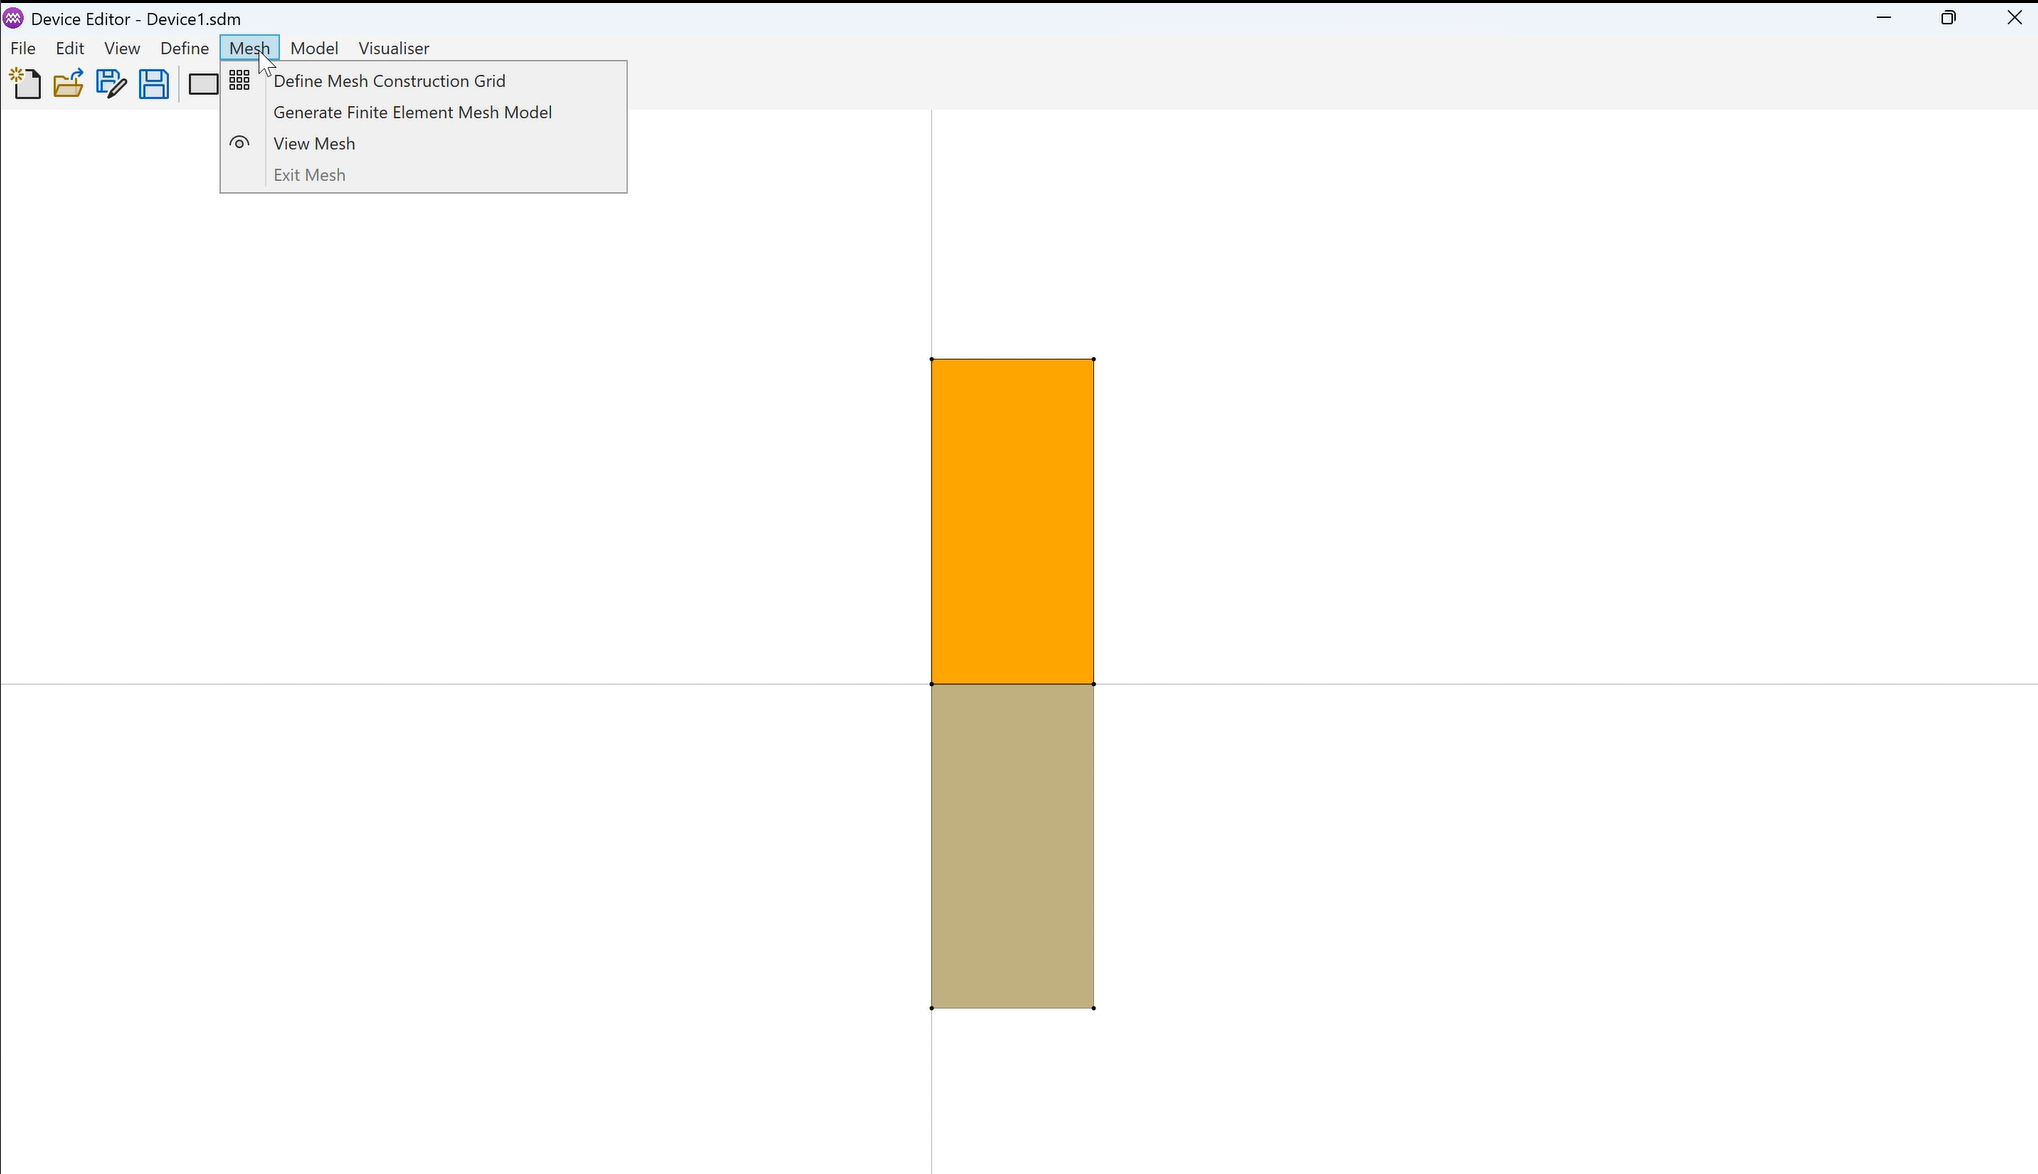 Device Editor - Device1.sdm
File Edit View Define Mesh Model Visualiser
Define Mesh Construction Grid
Generate Finite Element Mesh Model
View Mesh
Exit Mesh